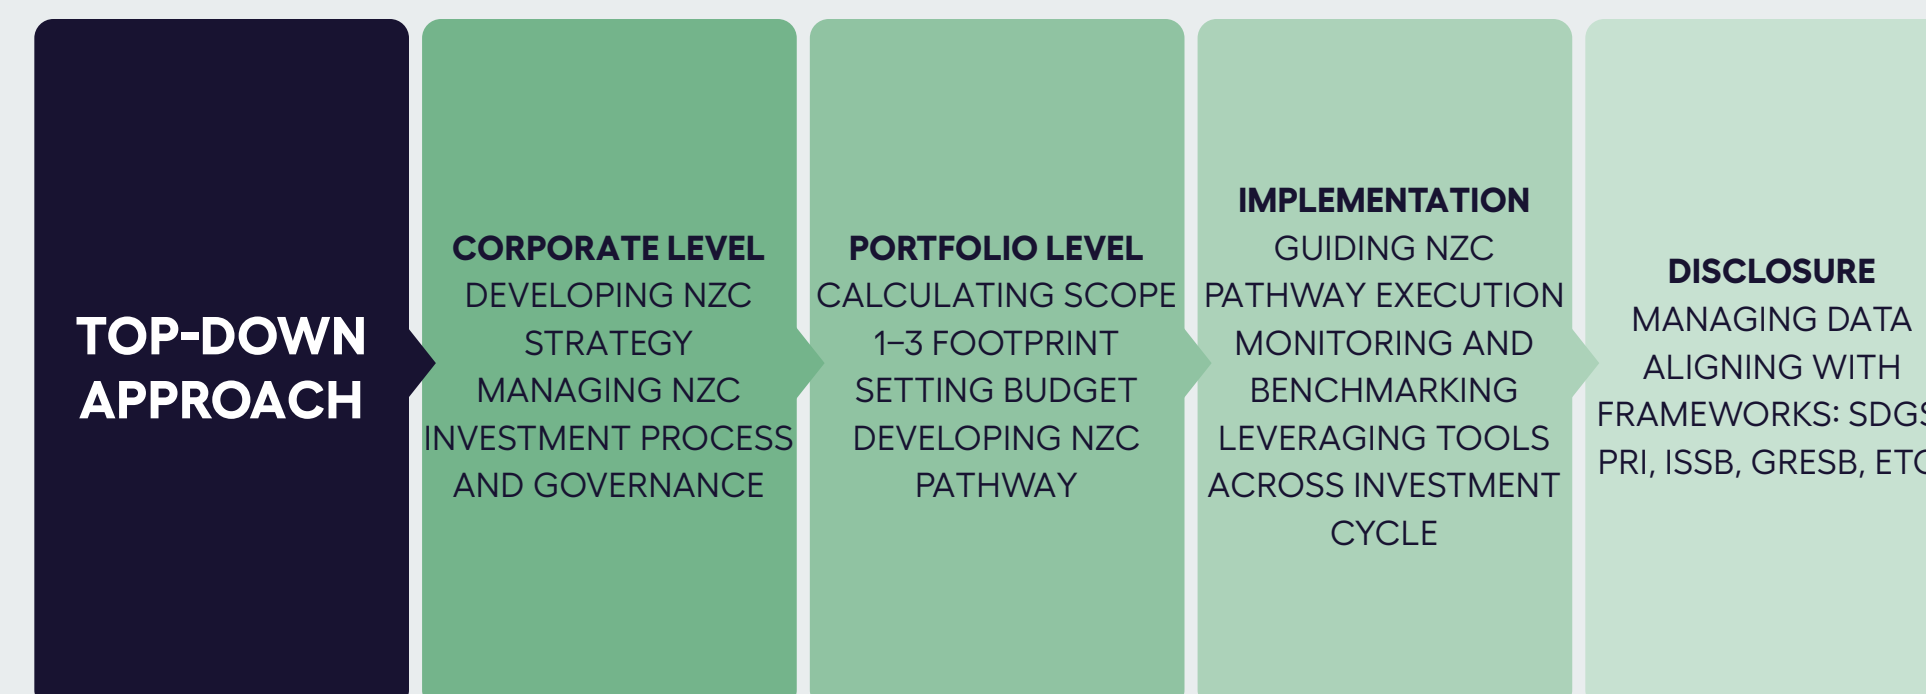 TOP-DOWN
APPROACH
CORPORATE LEVEL
DEVELOPING NZC
STRATEGY
MANAGING NZC
INVESTMENT PROCESS
AND GOVERNANCE
PORTFOLIO LEVEL
CALCULATING SCOPE
1–3 FOOTPRINT
SETTING BUDGET
DEVELOPING NZC
PATHWAY
IMPLEMENTATION
GUIDING NZC
PATHWAY EXECUTION
MONITORING AND
BENCHMARKING
LEVERAGING TOOLS
ACROSS INVESTMENT
CYCLE
DISCLOSURE
MANAGING DATA
ALIGNING WITH
FRAMEWORKS: SDGS
PRI, ISSB, GRESB, ETC